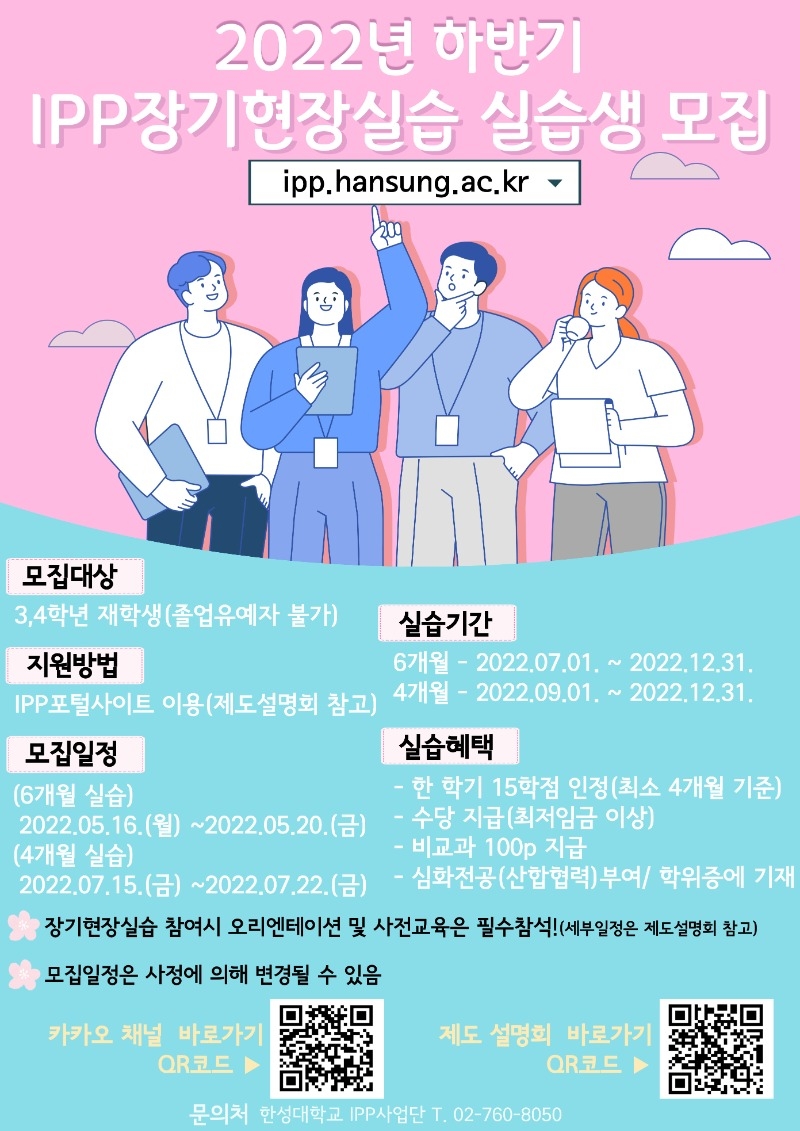 2022년 하반기
IPP장기현장실습 실습생 모집
ipp.hansung.ac.kr
모집대상
3,4학년 재학생(졸업유예자 불가)
지원방법
IPP포털사이트 이용(제도설명회 참고)
모집일정
(6개월 실습)
2022.05.16.(월) ~2022.05.20.(금)
(4개월 실습)
2022.07.15.(금) ~2022.07.22.(금)
실습기간
6개월 - 2022.07.01. ~ 2022.12.31.
4개월 - 2022.09.01. ~ 2022.12.31.
실습혜택
- 한 학기 15학점 인정(최소 4개월 기준)
- 수당 지급(최저임금 이상)
- 비교과 100p 지급
- 심화전공(산합협력)부여/ 학위증에 기재
장기현장실습 참여시 오리엔테이션 및 사전교육은 필수참석!(세부일정은 제도설명회 참고)
모집일정은 사정에 의해 변경될 수 있음
카카오 채널 바로가기
QR코드 ▶
제도 설명회 바로가기
QR코드 ▶
문의처 한성대학교 IPP사업단 T. 02-760-8050